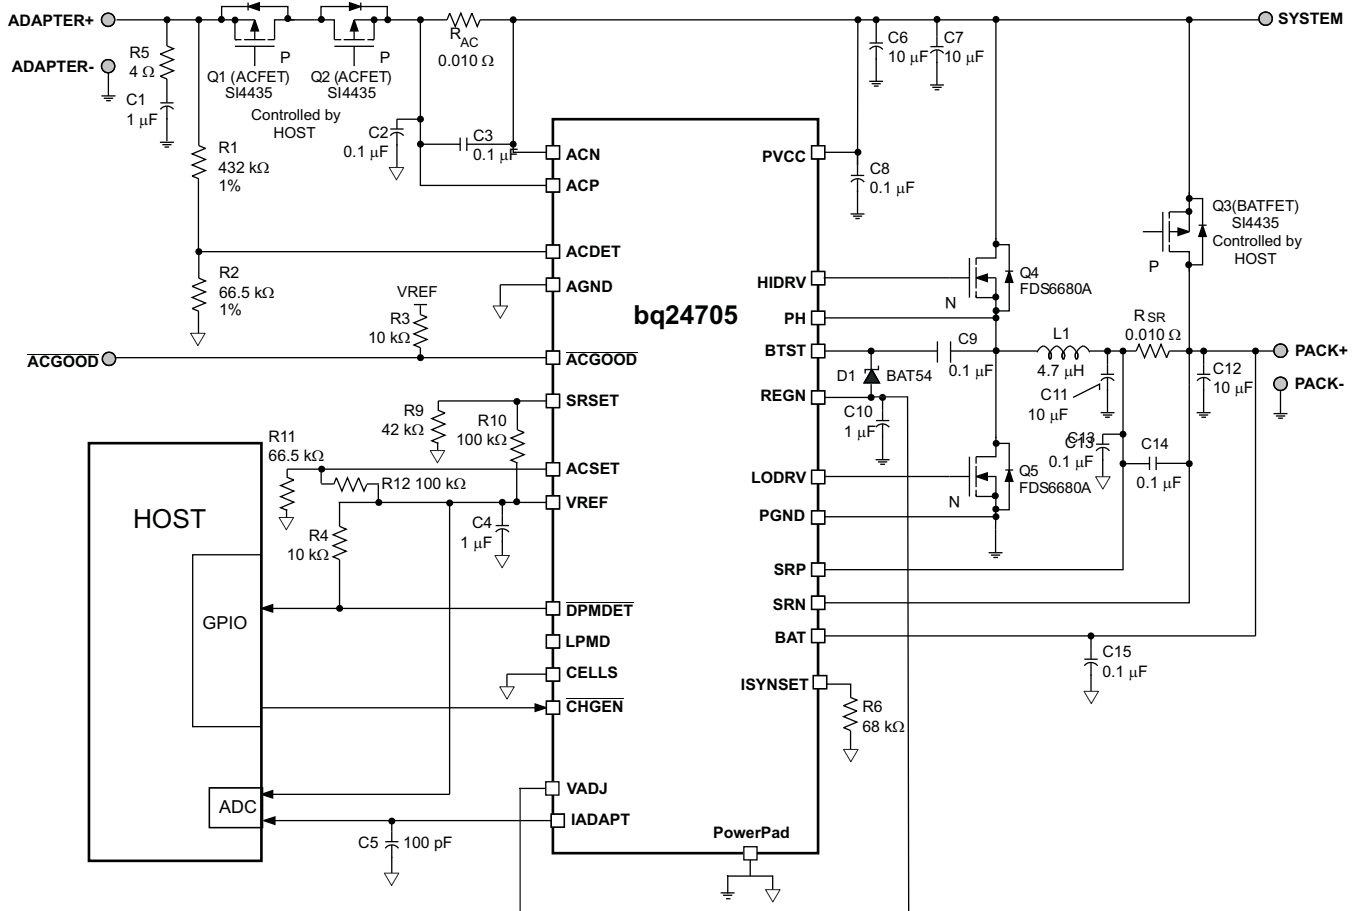 ADAPTER+
ADAPTER-
R5
4 Ω
C1
1 µF
P
Q1 (ACFET)
SI4435
P
Q2 (ACFET)
SI4435
Controlled by
HOST
RAC
0.010 Ω
C6
10 µF
C7
10 µF
SYSTEM
R1
432 kΩ
1%
C2
0.1 µF
C3
0.1 µF
ACN
ACP
PVCC
C8
0.1 µF
Q3(BATFET)
SI4435
Controlled by
HOST
P
R2
66.5 kΩ
1%
ACDET
AGND
VREF
R3
10 kΩ
bq24705
HIDRV
N
Q4
FDS6680A
PH
ACGOOD
ACGOOD
BTST
C9
0.1 µF
L1
4.7 µH
RSR
0.010 Ω
PACK+
PACK-
D1
BAT54
REGN
C10
1 µF
C11
10 µF
C12
10 µF
SRSET
R9
42 kΩ
R10
100 kΩ
R11
66.5 kΩ
ACSET
R12 100 kΩ
C13
C13
0.1 µF
C14
0.1 µF
LODRV
N
Q5
FDS6680A
VREF
PGND
HOST
R4
10 kΩ
C4
1 µF
SRP
SRN
GPIO
DPMDET
BAT
LPMD
CELLS
C15
0.1 µF
ISYNSET
R6
68 kΩ
CHGEN
VADJ
ADC
IADAPT
C5
100 pF
PowerPad